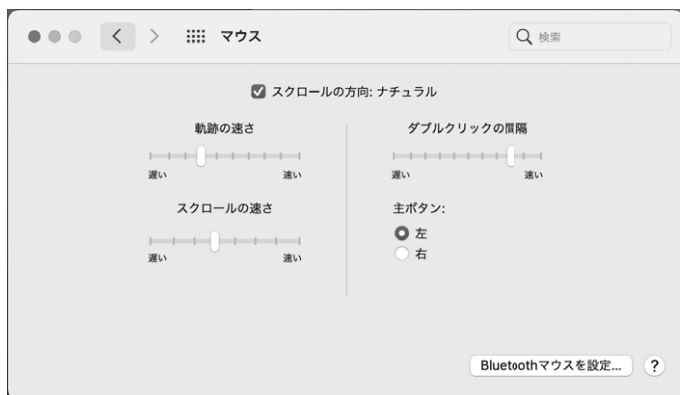 マウス
検索
スクロールの方向: ナチュラル
軌跡の速さ
遅い 速い
スクロールの速さ
遅い 速い
ダブルクリックの間隔
遅い 速い
主ボタン:
左
右
Bluetoothマウスを設定...
?